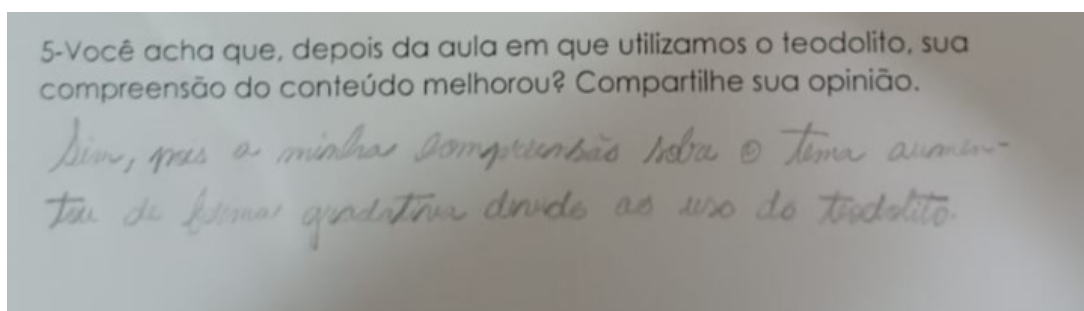 5-Você acha que, depois da aula em que utilizamos o teodolito, sua
compreensão do conteúdo melhorou? Compartilhe sua opinião.
Sim, pois a minha compreensão sobre o tema aumen-
tou de forma gradativa devido ao uso do teodolito.